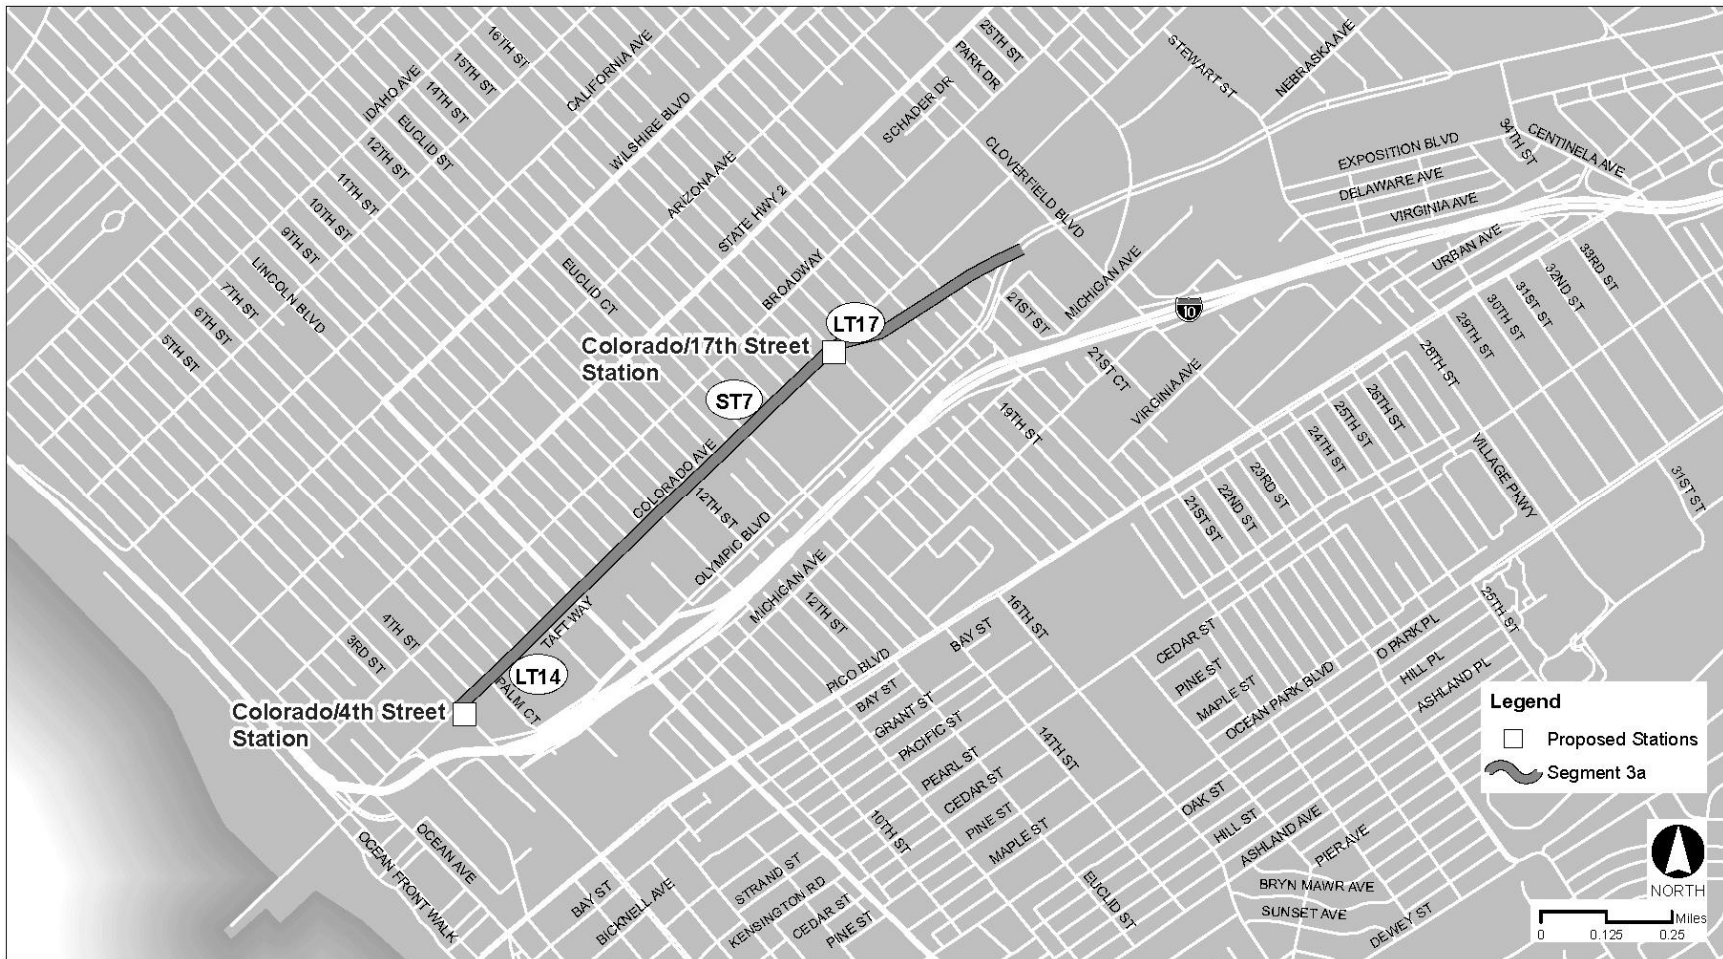 16TH ST
15TH ST
14TH ST
IDAHO AVE
EUCLID ST
12TH ST
11TH ST
10TH ST
9TH ST
LINCOLN BLVD
7TH ST
6TH ST
5TH ST
CALIFORNIA AVE
WILSHIRE BLVD
ARIZONA AVE
STATE HWY 2
BROADWAY
EUCLID CT
25TH ST
PARK DR
SCHADER DR
CLOVERFIELD BLVD
STEWART ST
NEBRASKA AVE
EXPOSITION BLVD
34TH ST
CENTINELA AVE
DELAWARE AVE
VIRGINIA AVE
URBAN AVE
33RD ST
32ND ST
31ST ST
30TH ST
29TH ST
28TH ST
MICHIGAN AVE
21ST ST
10
21ST CT
VIRGINIA AVE
19TH ST
LT17
Colorado/17th Street
Station
ST7
COLORADO AVE
12TH ST
OLYMPIC BLVD
MICHIGAN AVE
12TH ST
TAFT WAY
LT14
PALM CT
4TH ST
3RD ST
Colorado/4th Street
Station
26TH ST
25TH ST
24TH ST
23RD ST
22ND ST
21ST ST
VILLAGE PKWY
31ST ST
25TH ST
16TH ST
BAY ST
PICO BLVD
BAY ST
GRANT ST
PACIFIC ST
PEARL ST
CEDAR ST
PINE ST
MAPLE ST
14TH ST
10TH ST
EUCLID ST
CEDAR ST
PINE ST
MAPLE ST
OCEAN PARK BLVD
O PARK PL
HILL PL
ASHLAND PL
OAK ST
HILL ST
ASHLAND AVE
PIER AVE
BRYN MAWR AVE
SUNSET AVE
DEWEY ST
OCEAN AVE
OCEAN FRONT WALK
BAY ST
BICKNELL AVE
STRAND ST
KENSINGTON RD
CEDAR ST
PINE ST
Legend
Proposed Stations
Segment 3a
NORTH
Miles
0 0.125 0.25